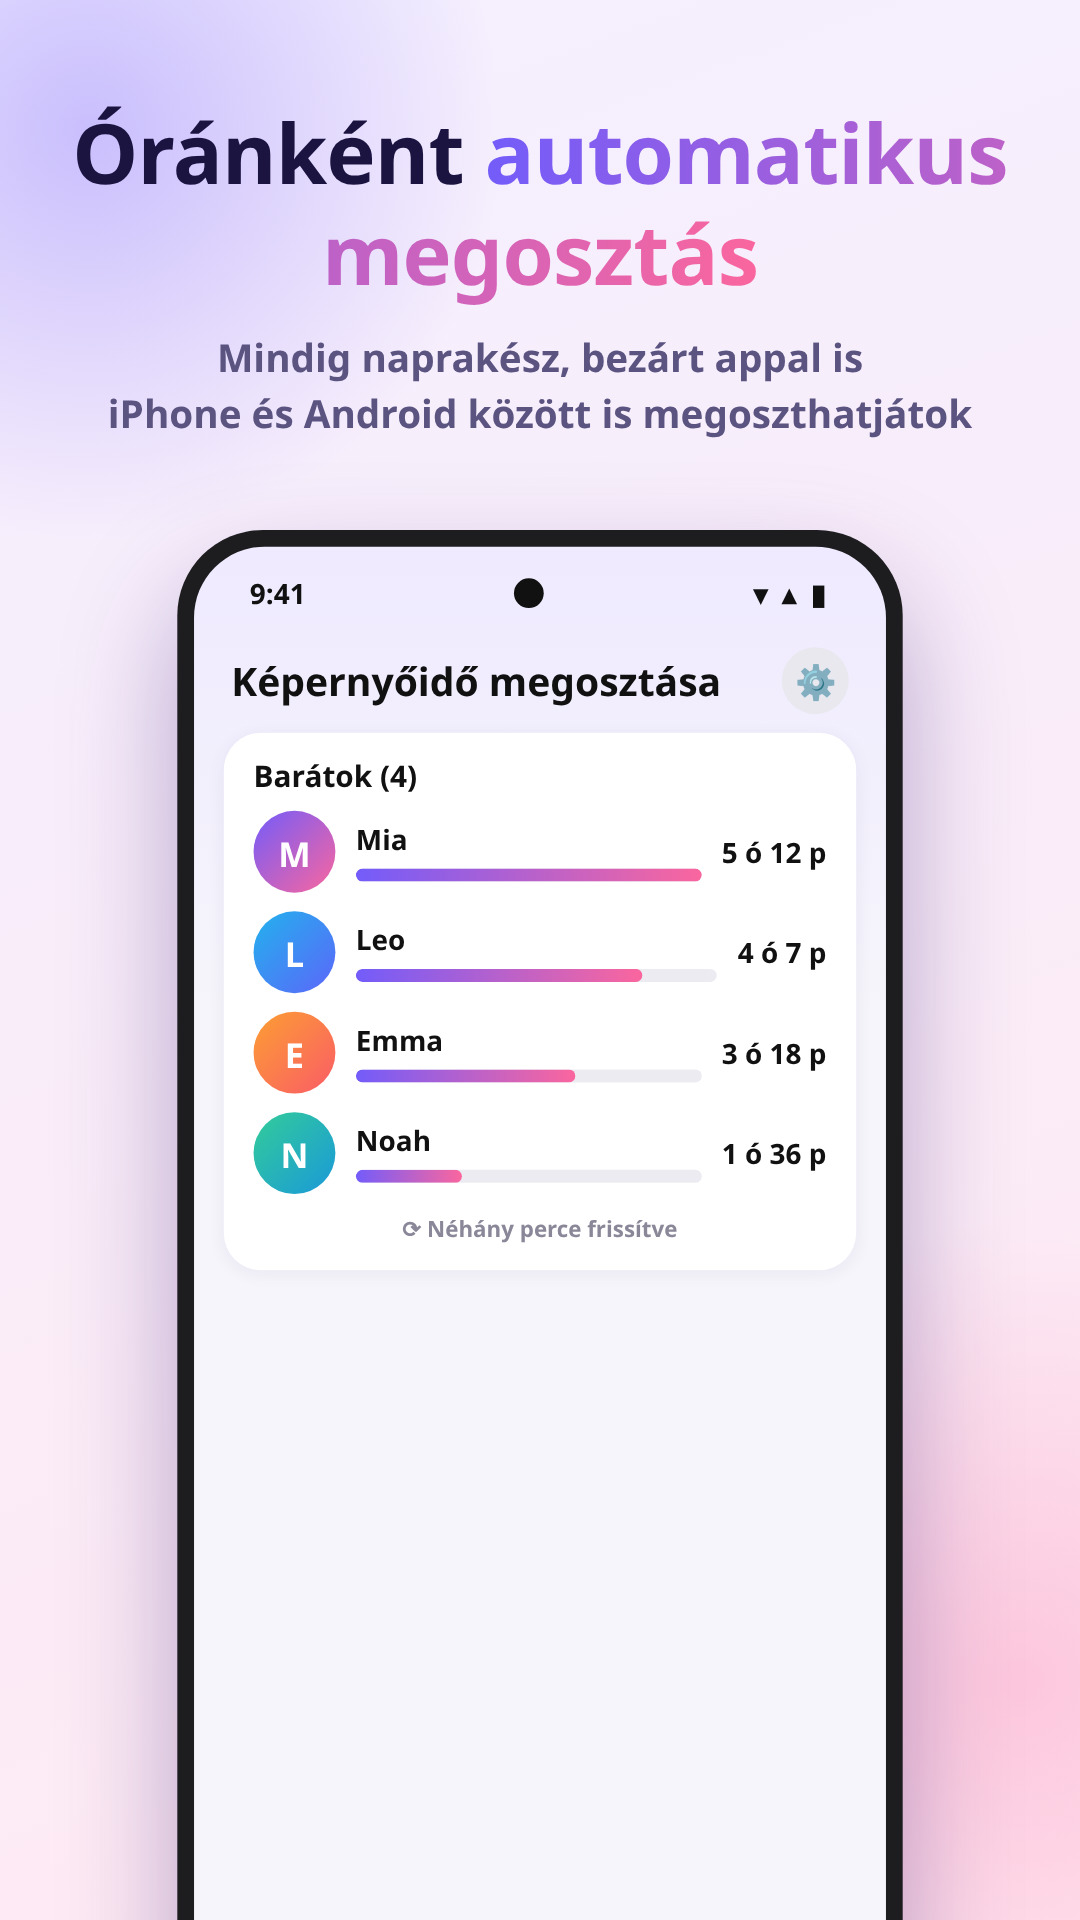 Óránként automatikus
megosztás
Mindig naprakész, bezárt appal is
iPhone és Android között is megoszthatjátok
9:41
Képernyőidő megosztása
Barátok (4)
M
Mia
5 ó 12 p
L
Leo
4 ó 7 p
E
Emma
3 ó 18 p
N
Noah
1 ó 36 p
⟳ Néhány perce frissítve